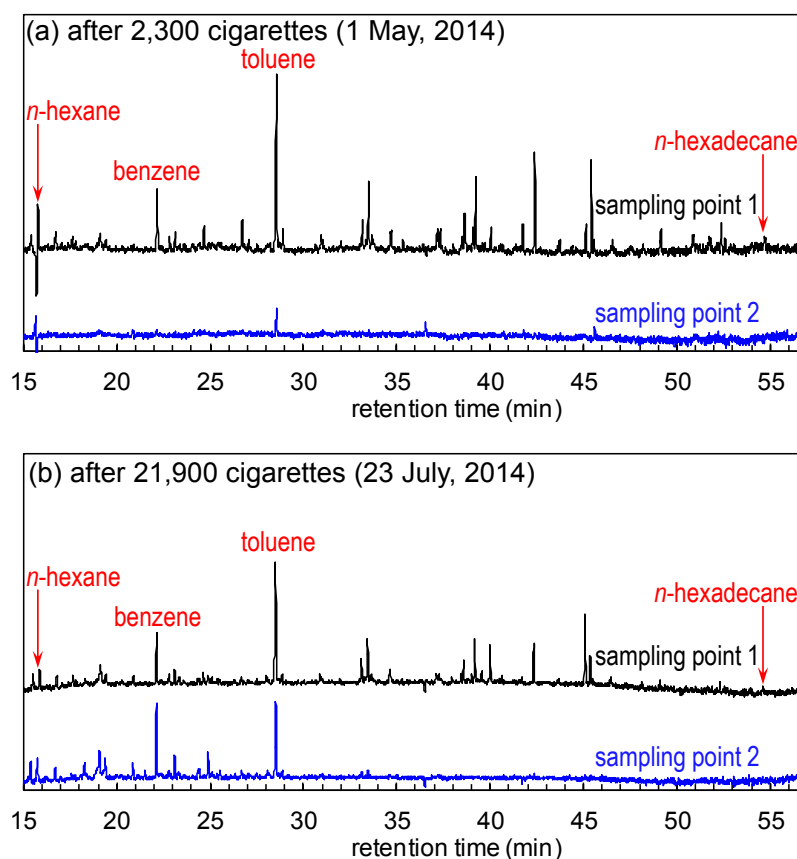 (a) after 2,300 cigarettes (1 May, 2014)
toluene
n-hexane
benzene
n-hexadecane
sampling point 1
sampling point 2
15 20 25 30 35 40 45 50 55
retention time (min)
(b) after 21,900 cigarettes (23 July, 2014)
toluene
n-hexane
benzene
n-hexadecane
sampling point 1
sampling point 2
15 20 25 30 35 40 45 50 55
retention time (min)